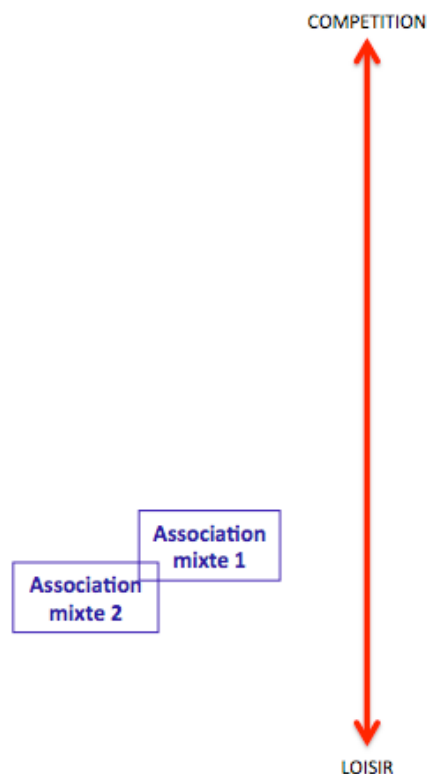 COMPETITION
Association
mixte 1
Association
mixte 2
LOISIR